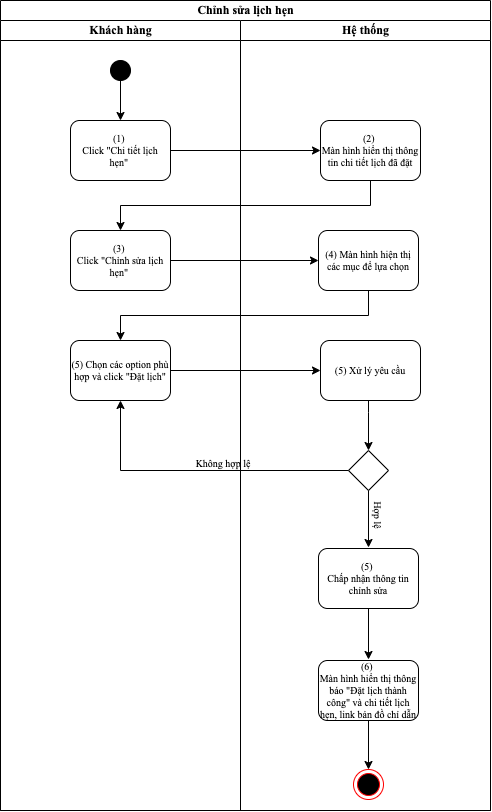 Chỉnh sửa lịch hẹn
Khách hàng
Hệ thống
(1)
Click "Chi tiết lịch
hẹn"
(2)
Màn hình hiển thị thông
tin chi tiết lịch đã đặt
(3)
Click "Chỉnh sửa lịch
hẹn"
(4) Màn hình hiện thị
các mục để lựa chọn
(5) Chọn các option phù
hợp và click "Đặt lịch"
(5) Xử lý yêu cầu
Không hợp lệ
Hợp lệ
(5)
Chấp nhận thông tin
chỉnh sửa
(6)
Màn hình hiển thị thông
báo "Đặt lịch thành
công" và chi tiết lịch
hẹn, link bản đồ chỉ dẫn